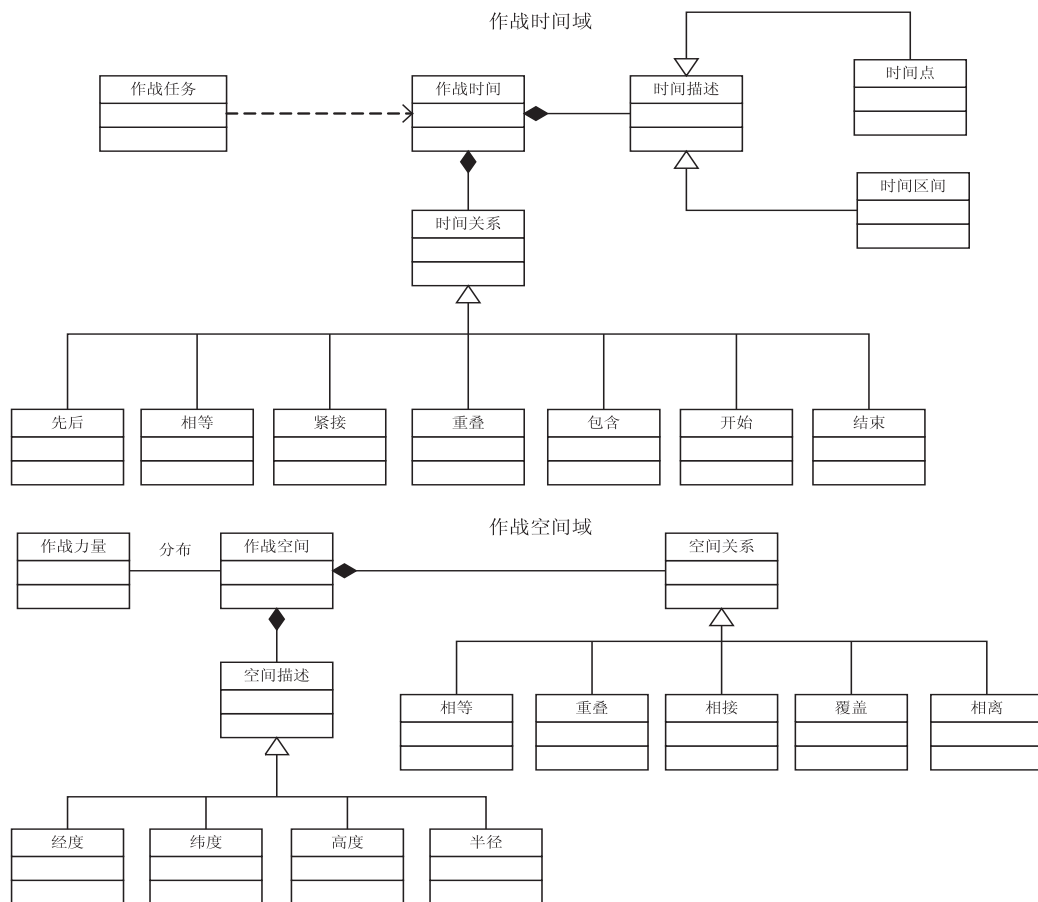 作战时间域
作战任务
作战时间
时间描述
时间点
时间区间
时间关系
先后
相等
紧接
重叠
包含
开始
结束
作战空间域
作战力量
分布
作战空间
空间关系
空间描述
相等
重叠
相接
覆盖
相离
经度
纬度
高度
半径